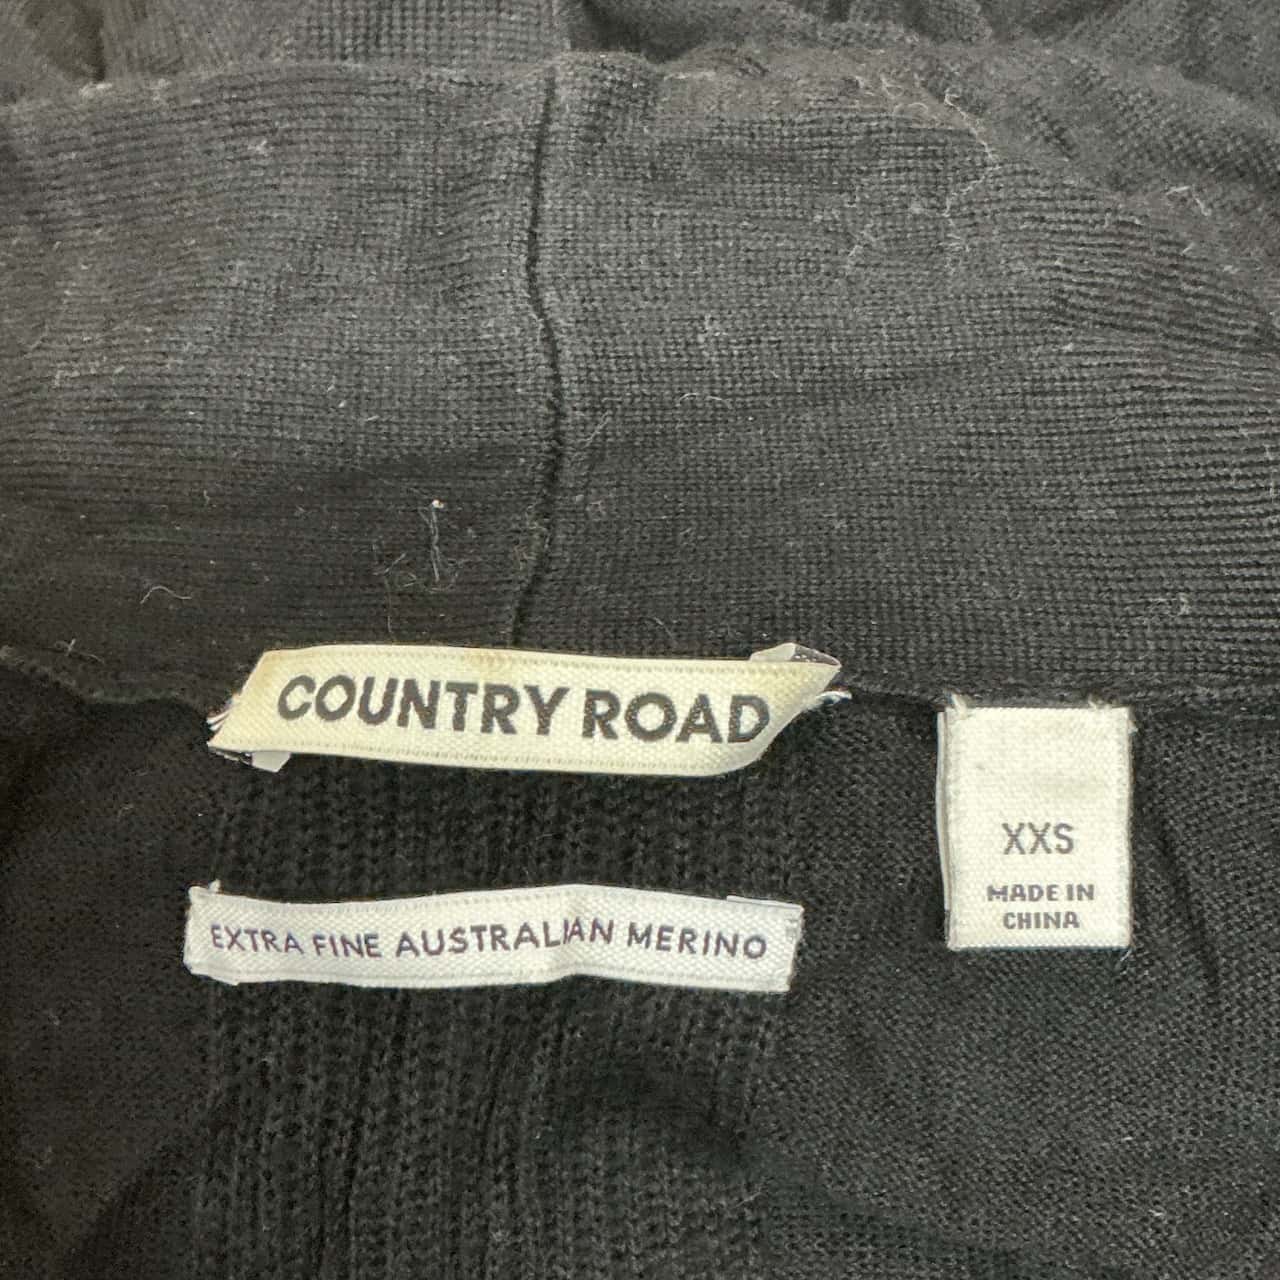 COUNTRY ROAD
XXS
MADE IN
CHINA
EXTRA FINE AUSTRALIAN MERINO